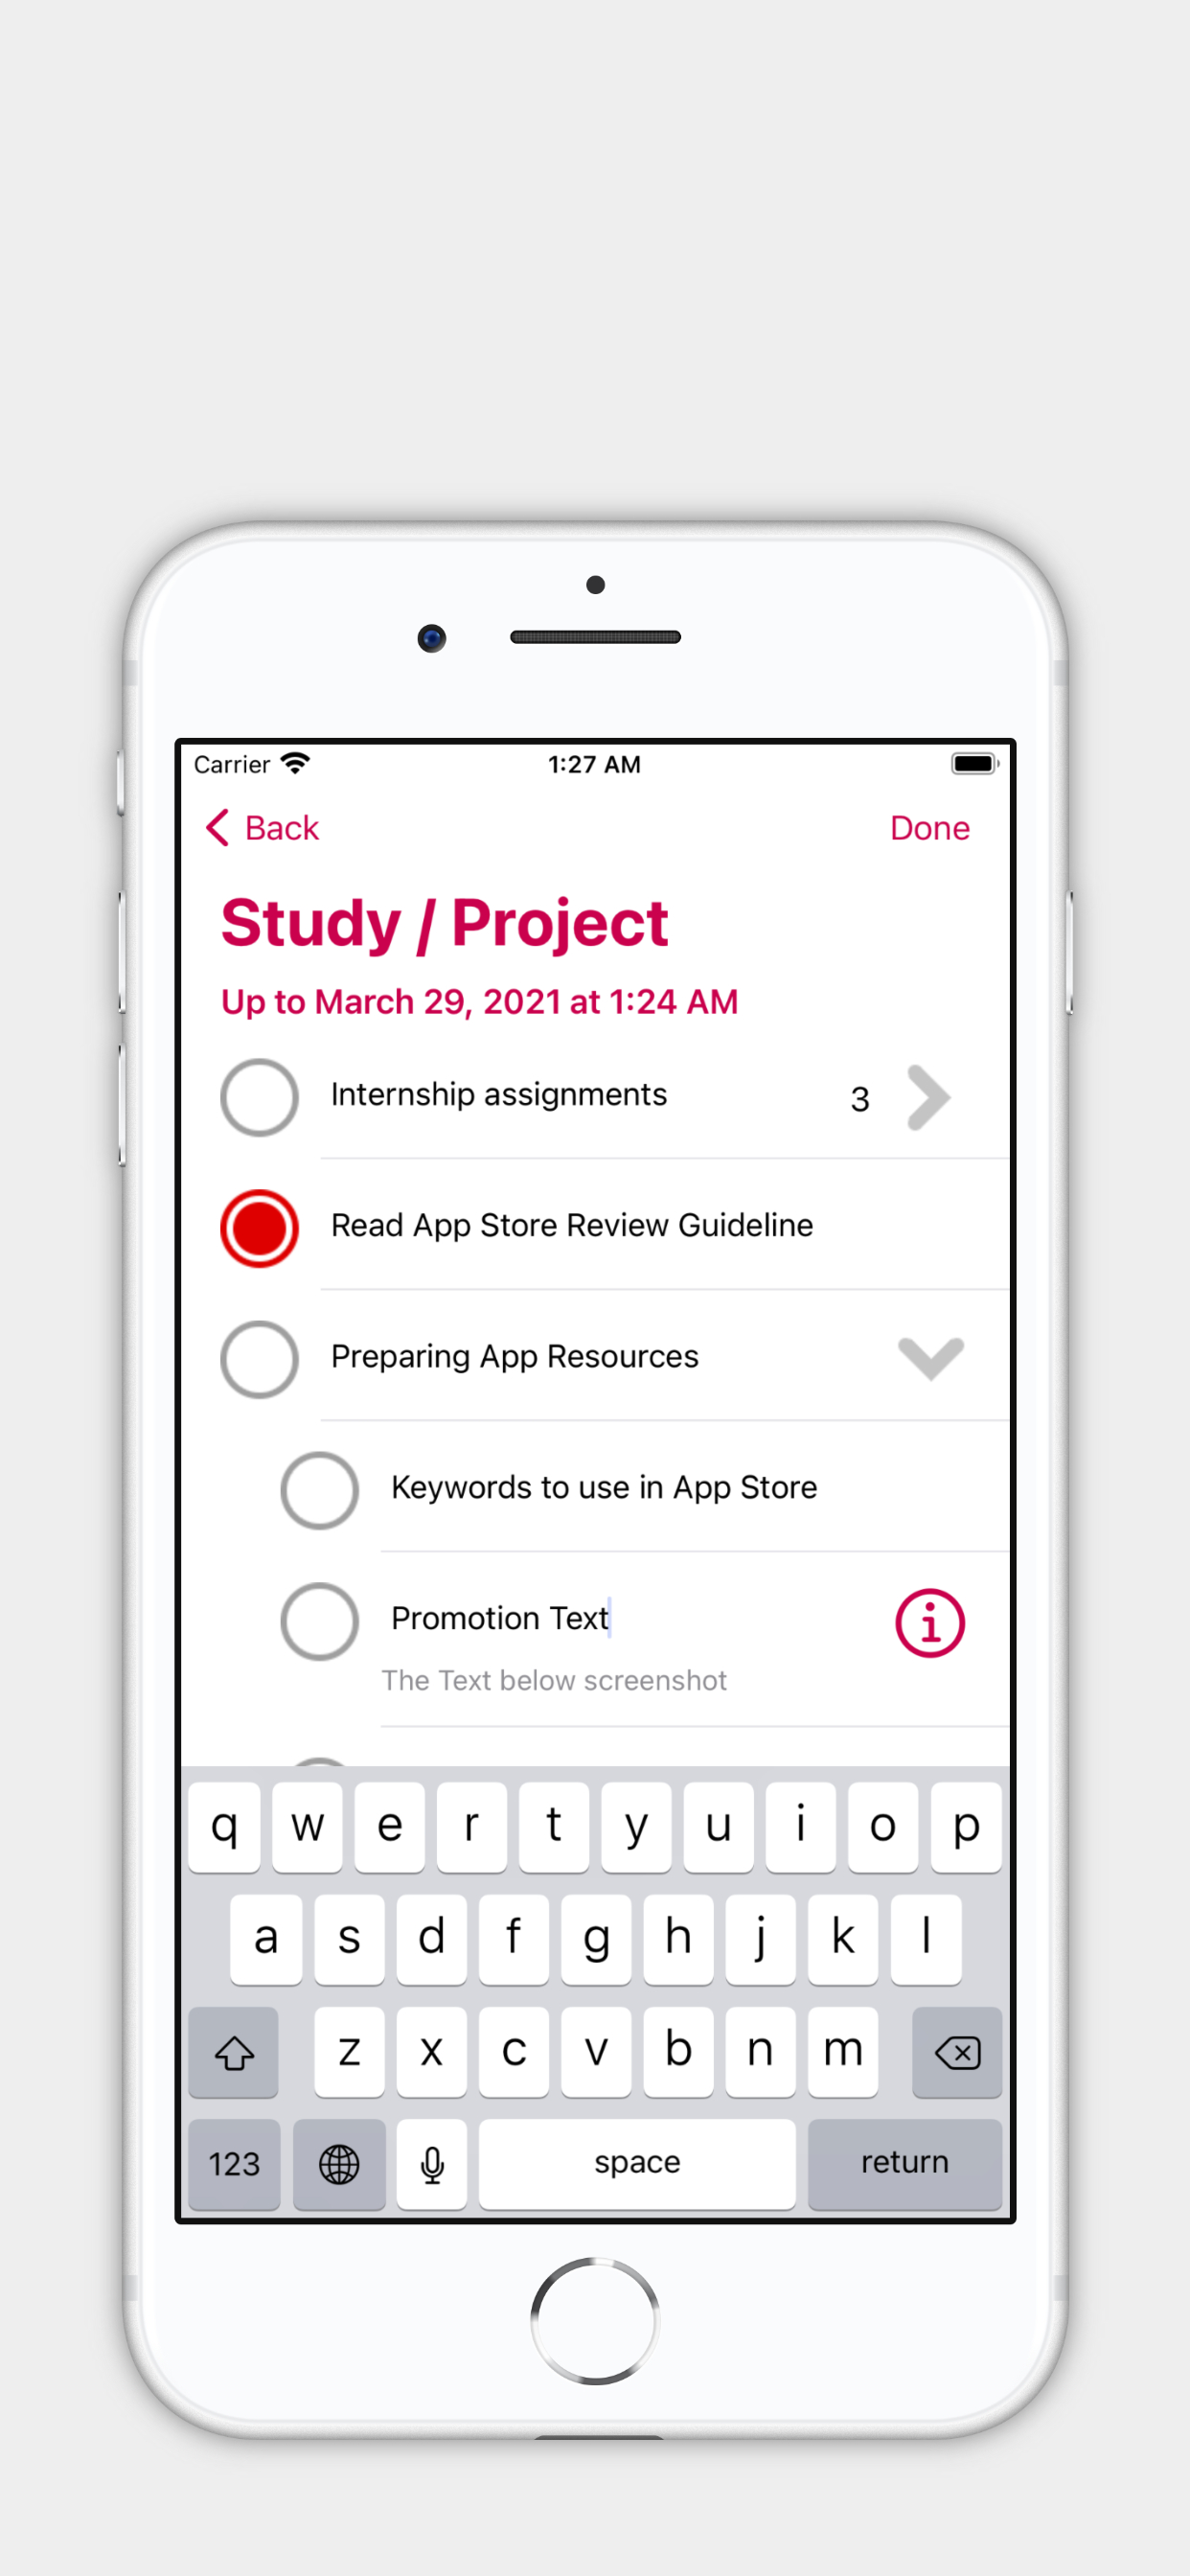 Carrier 1:27 AM
Back Done
Study / Project
Up to March 29, 2021 at 1:24 AM
Internship assignments 3
Read App Store Review Guideline
Preparing App Resources
Keywords to use in App Store
Promotion Text
The Text below screenshot
q w e r t y u i o p
a s d f g h j k l
z x c v b n m
123 space return